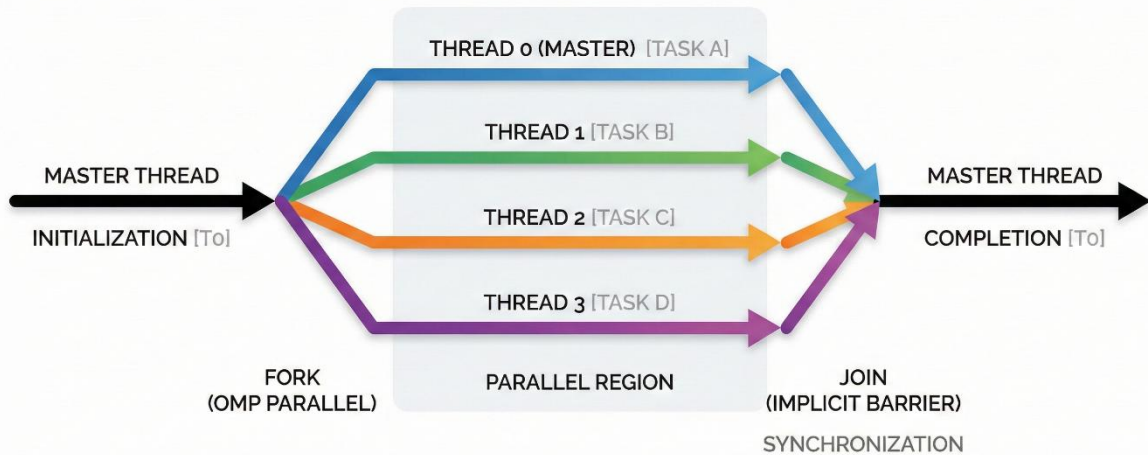 THREAD 0 (MASTER) [TASK A]
THREAD 1 [TASK B]
MASTER THREAD
INITIALIZATION [T0]
THREAD 2 [TASK C]
MASTER THREAD
COMPLETION [T0]
THREAD 3 [TASK D]
FORK
(OMP PARALLEL)
PARALLEL REGION
JOIN
(IMPLICIT BARRIER)
SYNCHRONIZATION